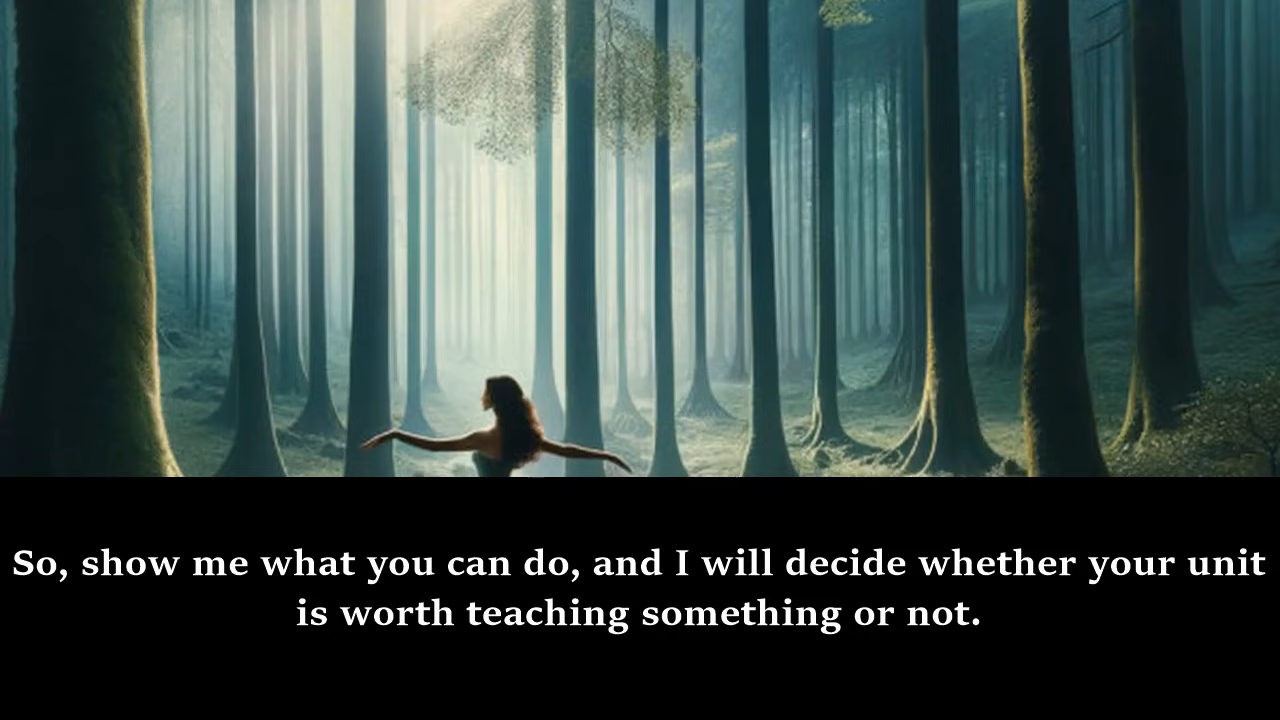 So, show me what you can do, and I will decide whether your unit
is worth teaching something or not.